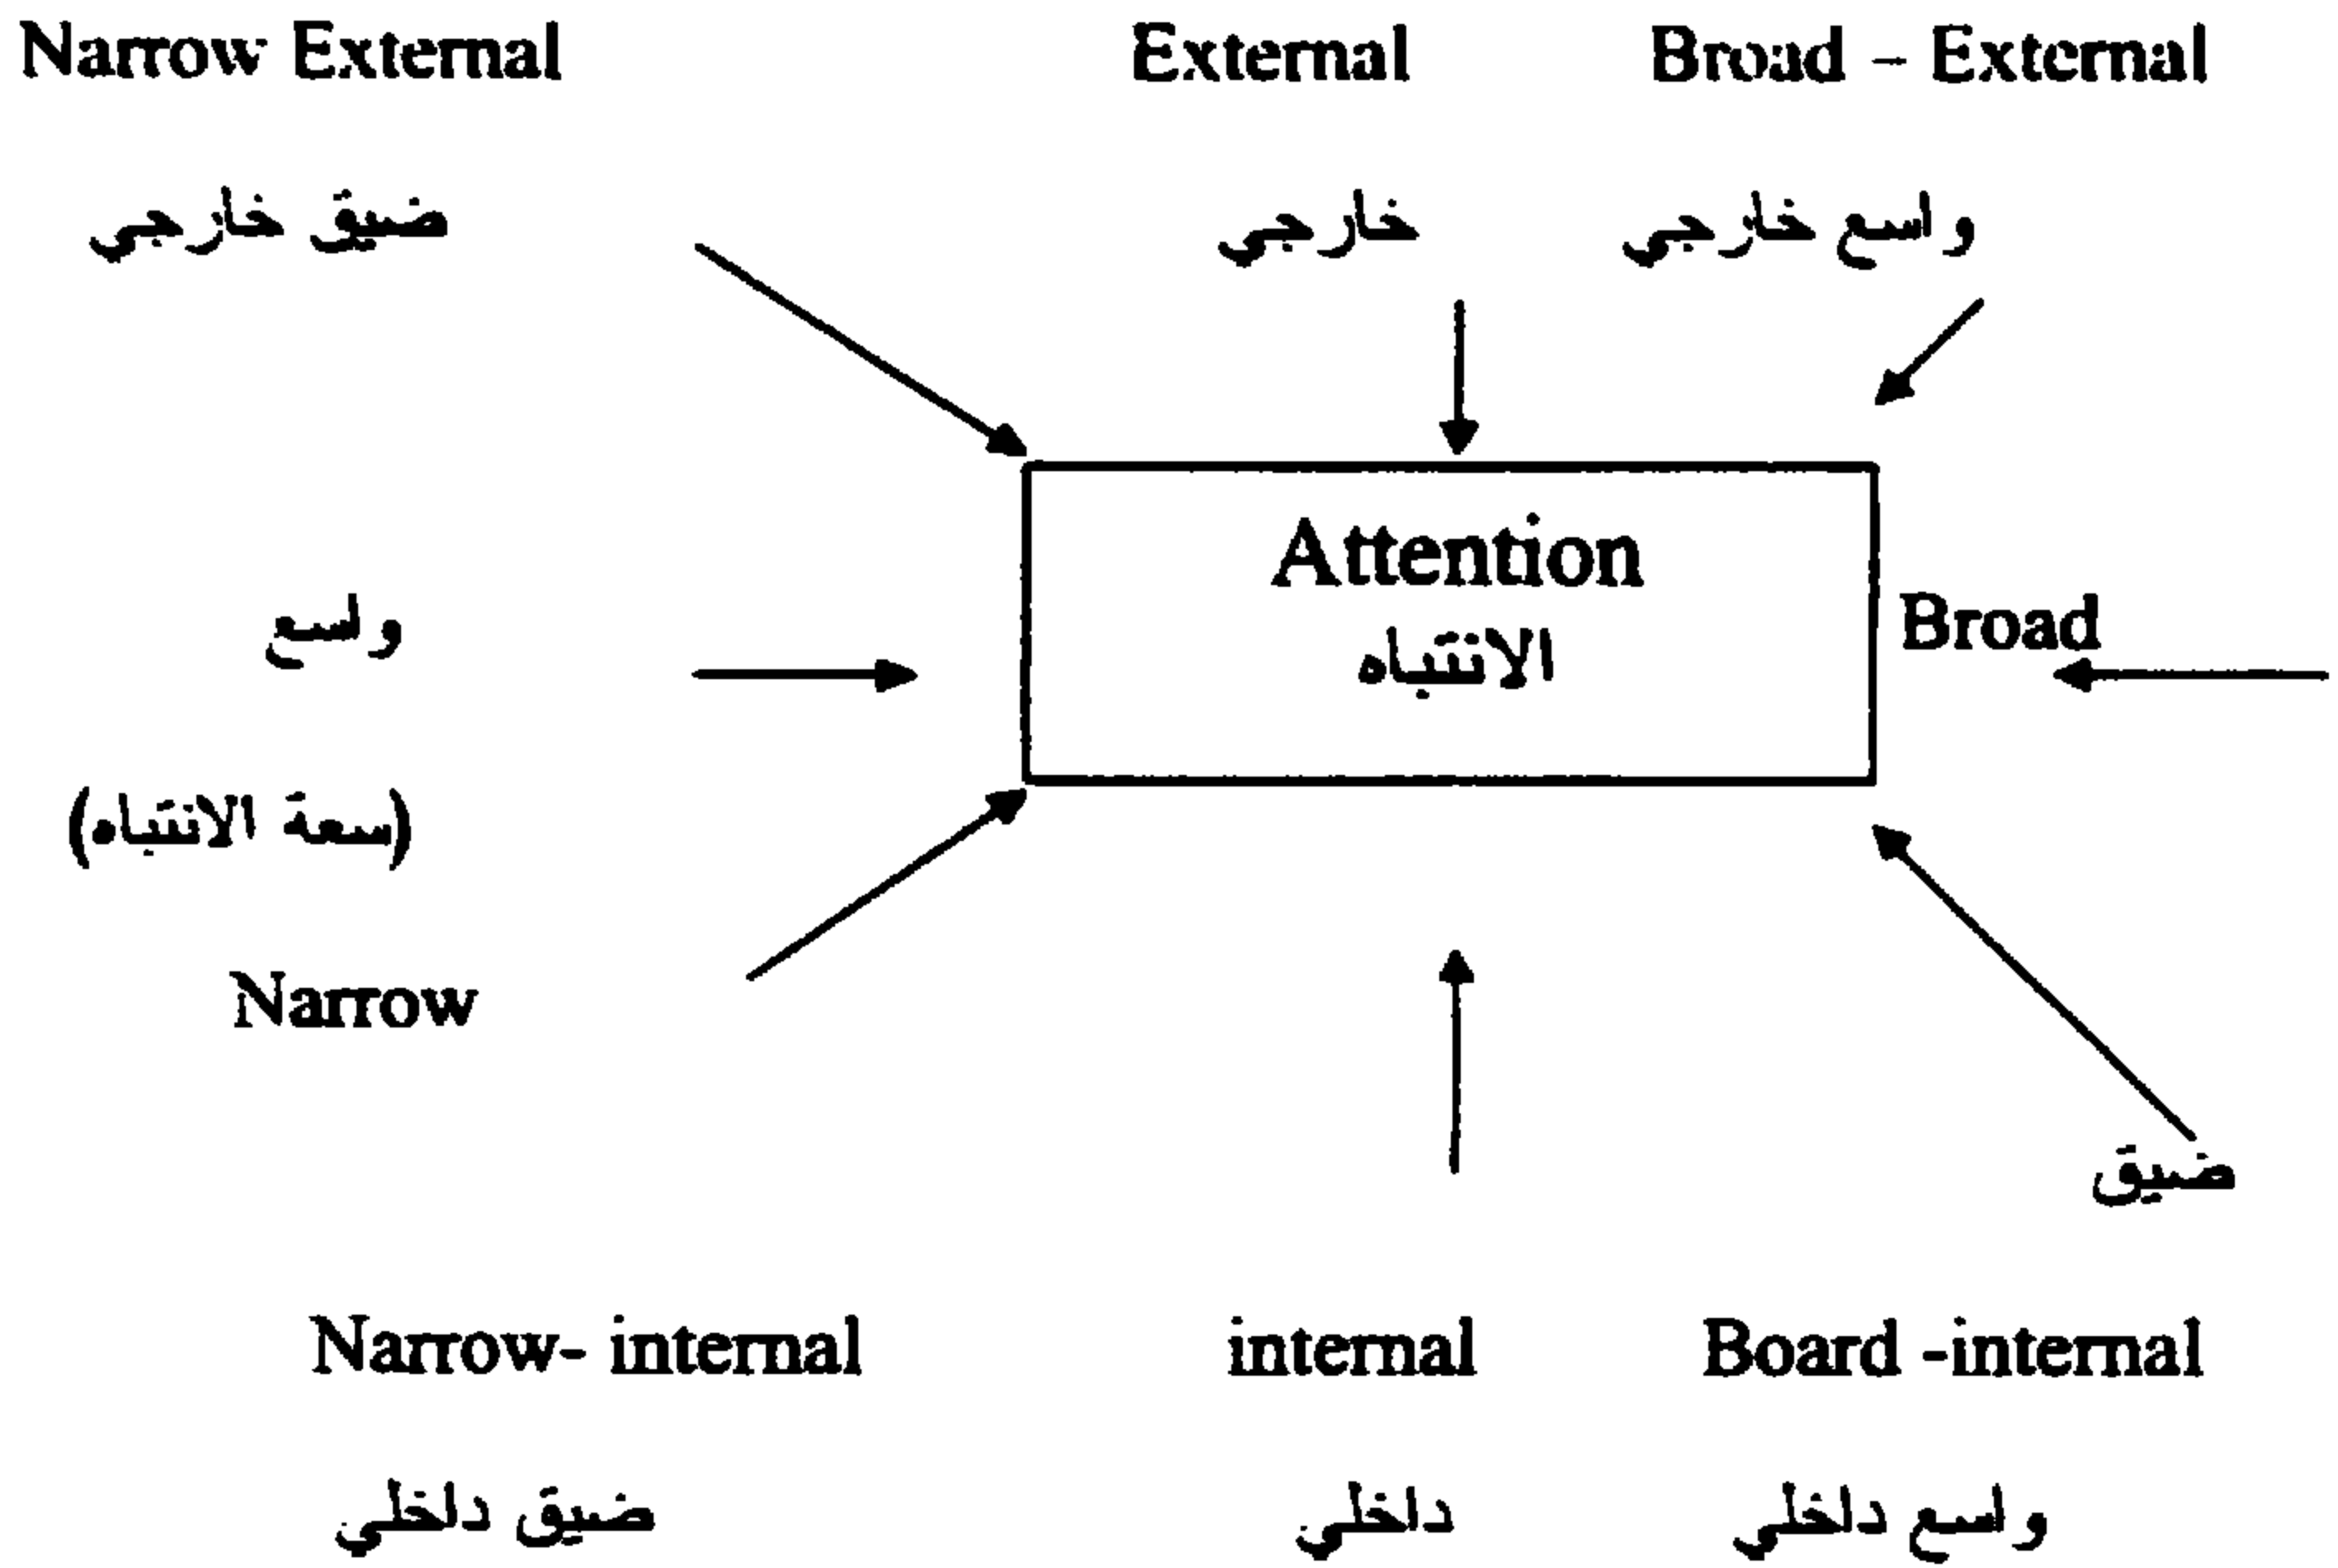 Narrow External
External
Broad – External
ضيق خارجي
خارجي
واسع خارجي
Attention
الانتباه
Broad
واسع
(سعة الانتباه)
Narrow
ضيق
Narrow- internal
internal
Board -internal
ضيق داخلي
داخلي
واسع داخلي